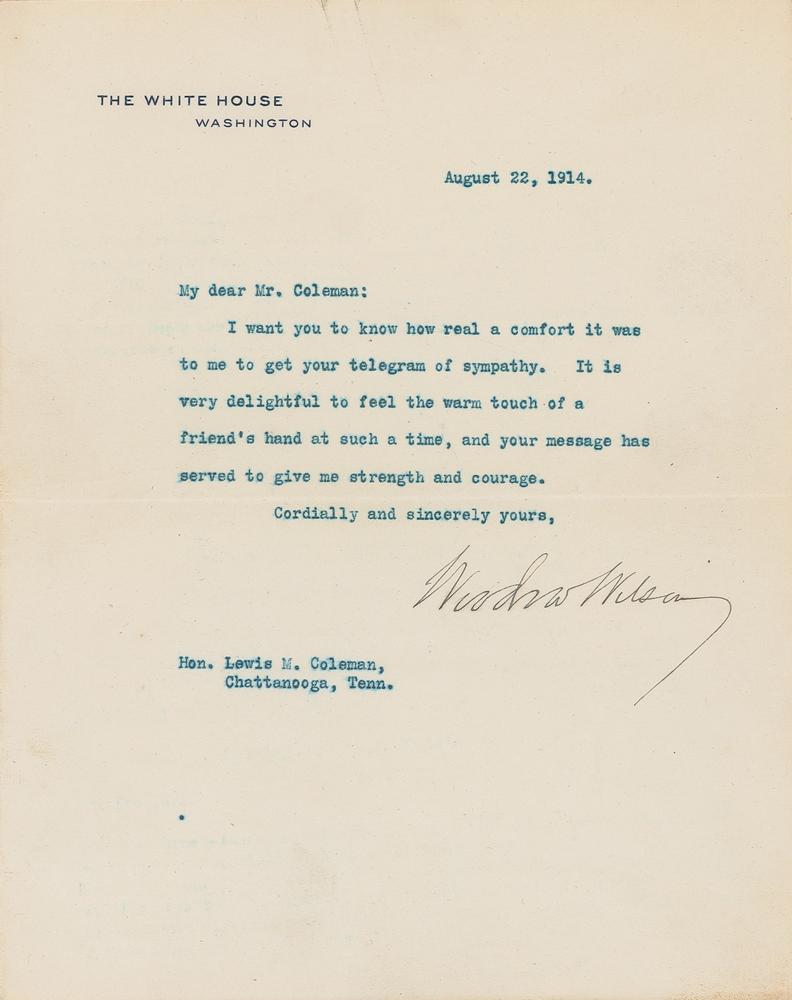 THE WHITE HOUSE
WASHINGTON
August 22, 1914.
My dear Mr. Coleman:
I want you to know how real a comfort it was
to me to get your telegram of sympathy. It is
very delightful to feel the warm touch of a
friend's hand at such a time, and your message has
served to give me strength and courage.
Cordially and sincerely yours,
Woodrow Wilson
Hon. Lewis M. Coleman,
Chattanooga, Tenn.